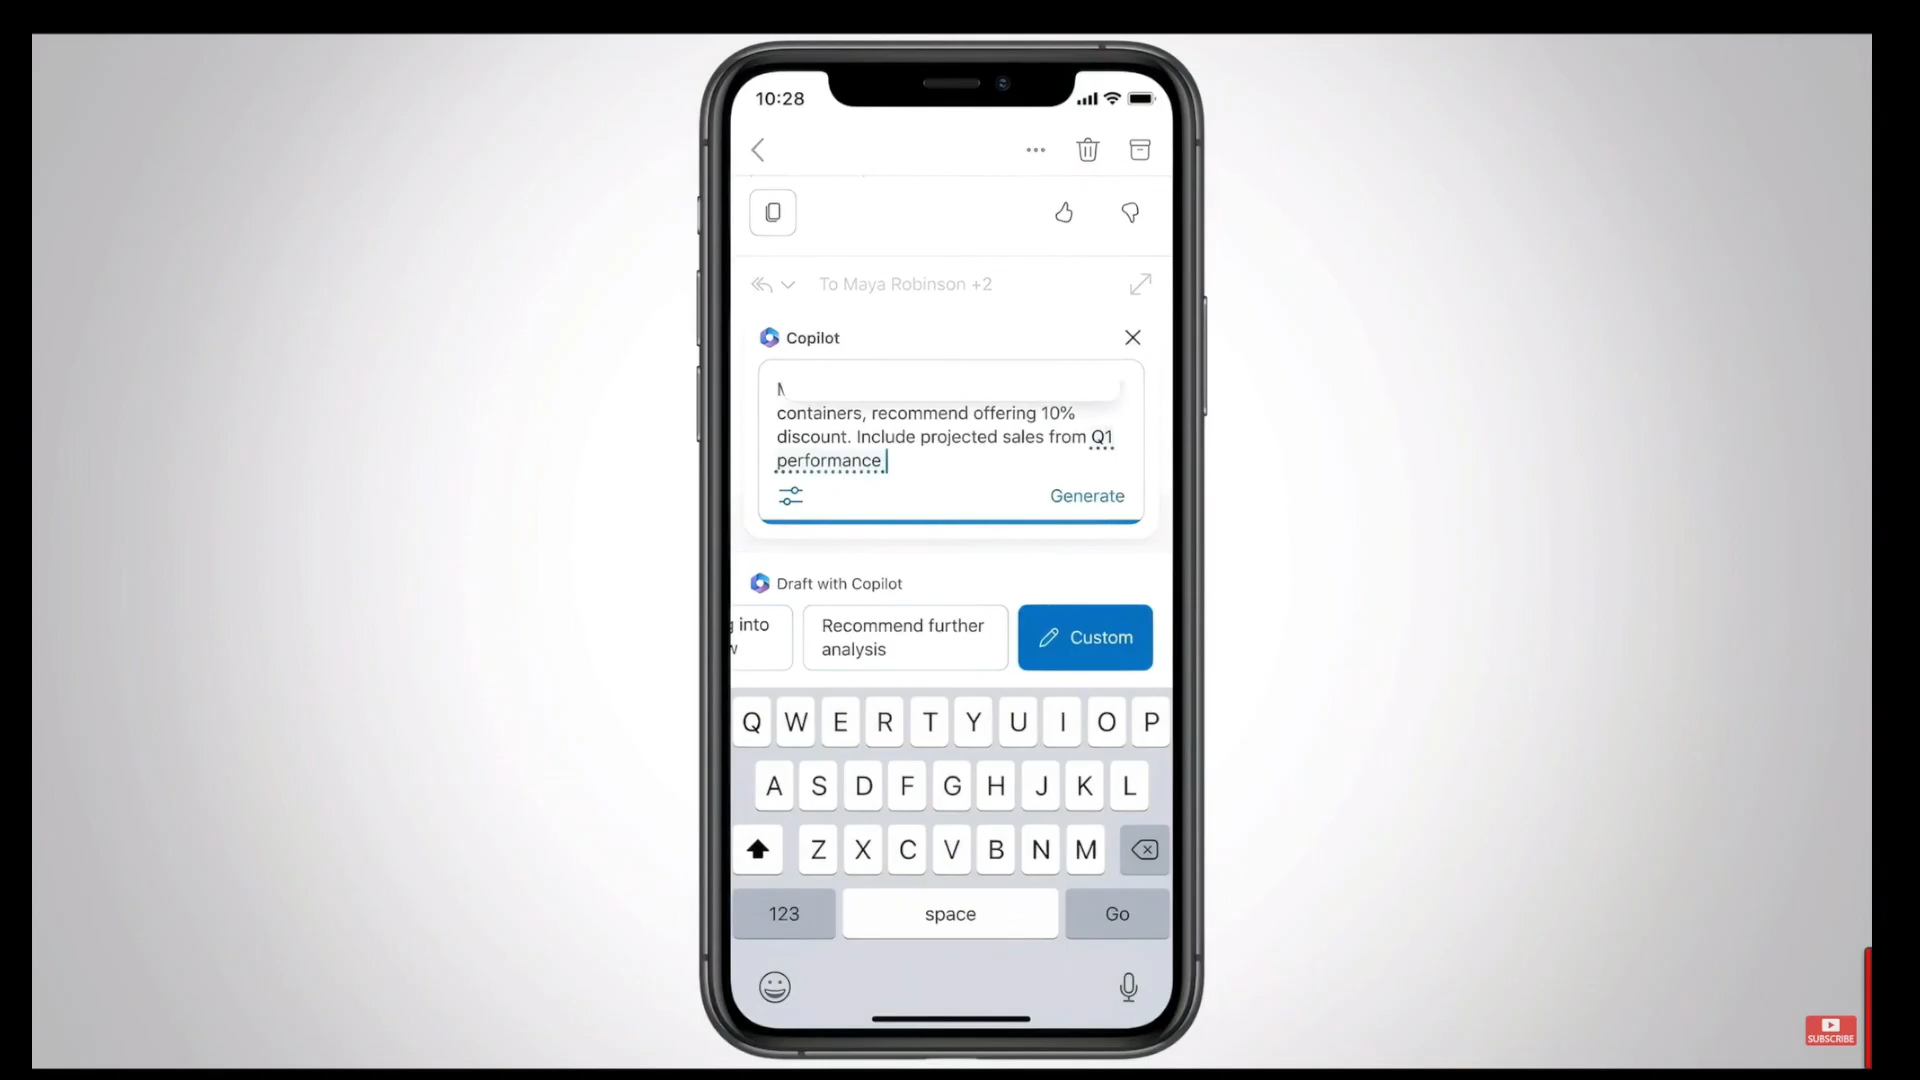 10:28
To Maya Robinson +2
Copilot
containers, recommend offering 10%
discount. Include projected sales from Q1
performance
Generate
Draft with Copilot
into
Recommend further
analysis
Custom
Q W E R T Y U I O P
A S D F G H J K L
Z X C V B N M
123
space
Go
SUBSCRIBE